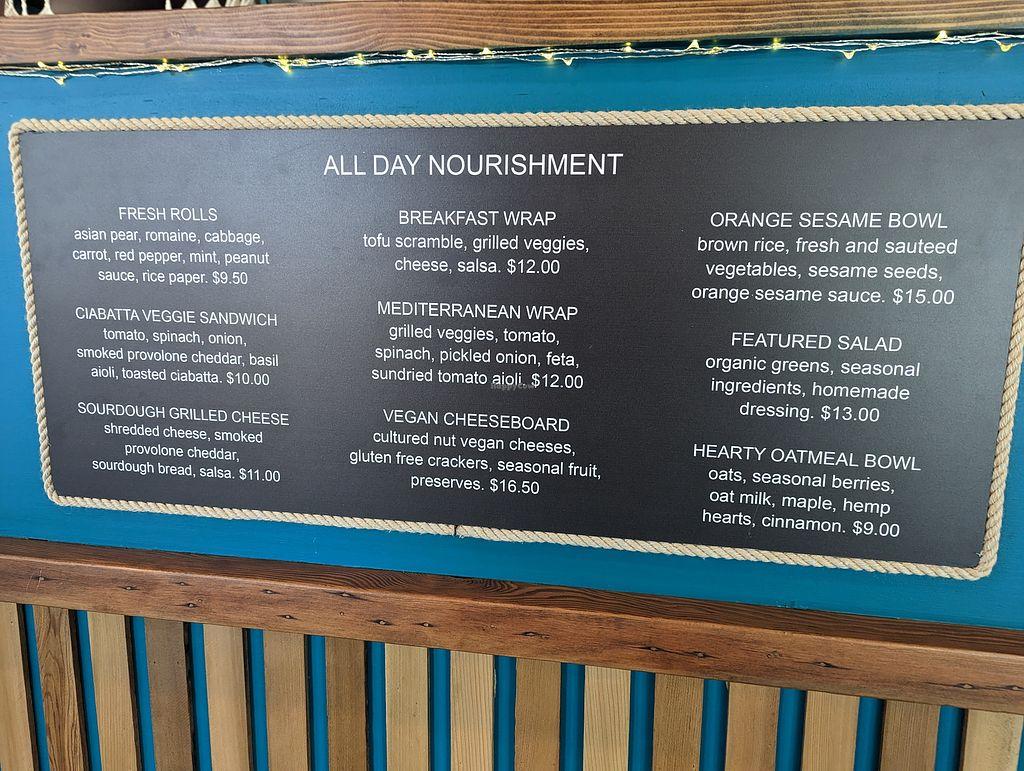 ALL DAY NOURISHMENT
FRESH ROLLS
asian pear, romaine, cabbage,
carrot, red pepper, mint, peanut
sauce, rice paper. $9.50
CIABATTA VEGGIE SANDWICH
tomato, spinach, onion,
smoked provolone cheddar, basil
aioli, toasted ciabatta. $10.00
SOURDOUGH GRILLED CHEESE
shredded cheese, smoked
provolone cheddar,
sourdough bread, salsa. $11.00
BREAKFAST WRAP
tofu scramble, grilled veggies,
cheese, salsa. $12.00
MEDITERRANEAN WRAP
grilled veggies, tomato,
spinach, pickled onion, feta,
sundried tomato aioli. $12.00
happycow
VEGAN CHEESEBOARD
cultured nut vegan cheeses,
gluten free crackers, seasonal fruit,
preserves. $16.50
ORANGE SESAME BOWL
brown rice, fresh and sauteed
vegetables, sesame seeds,
orange sesame sauce. $15.00
FEATURED SALAD
organic greens, seasonal
ingredients, homemade
dressing. $13.00
HEARTY OATMEAL BOWL
oats, seasonal berries,
oat milk, maple, hemp
hearts, cinnamon. $9.00